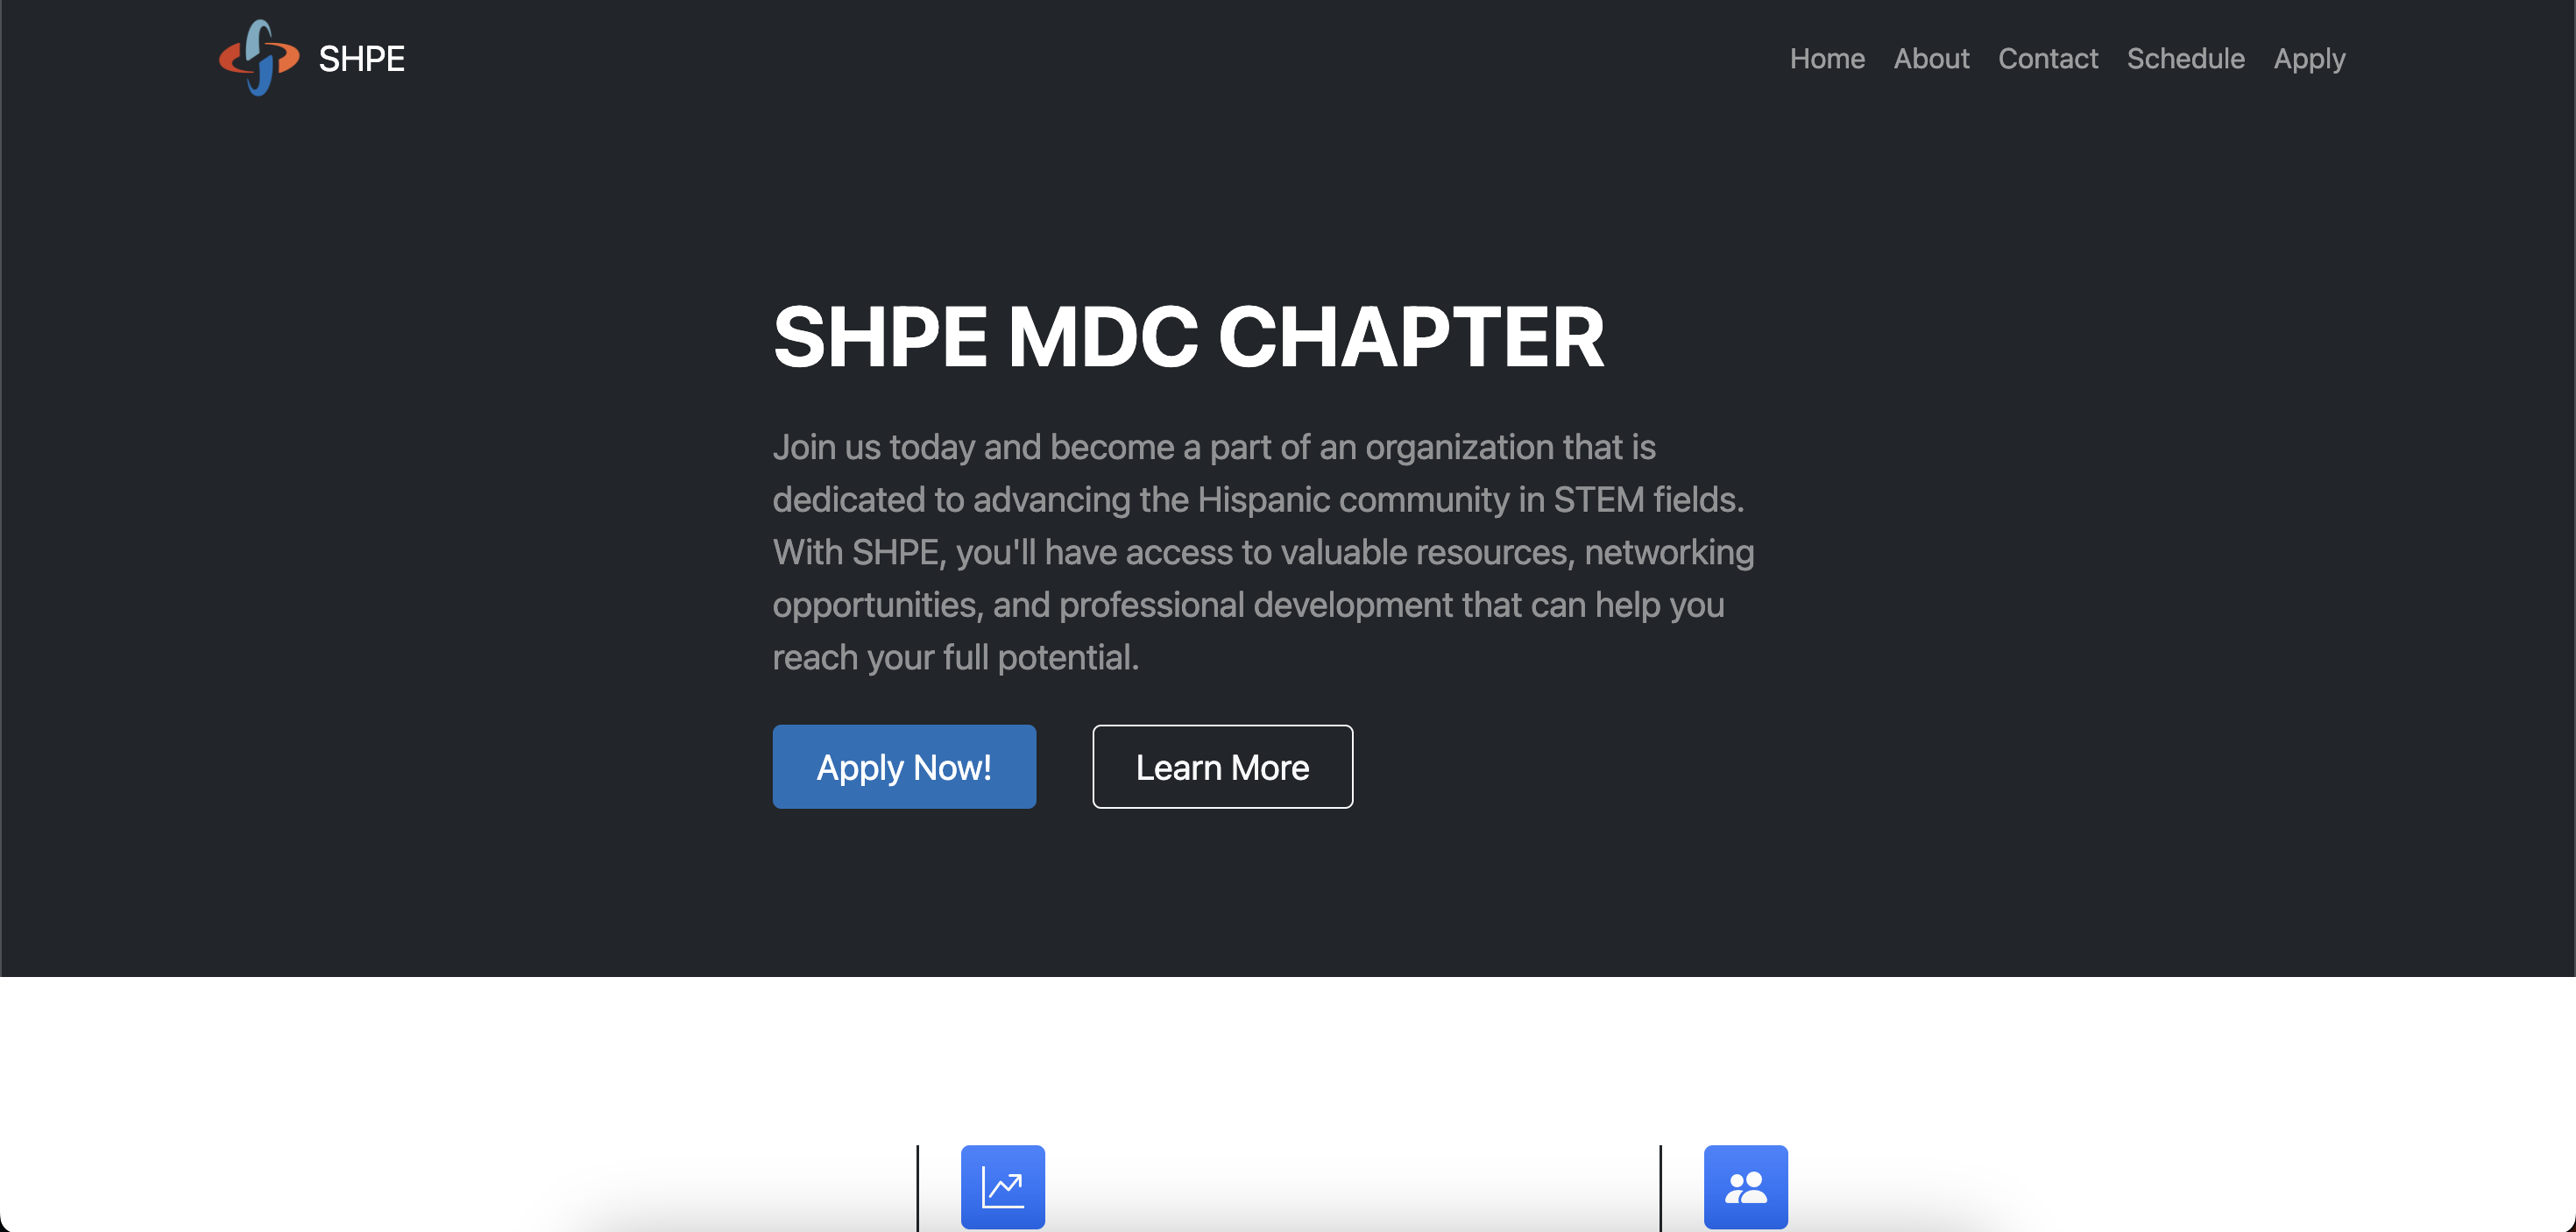 SHPE
Home About Contact Schedule Apply
SHPE MDC CHAPTER
Join us today and become a part of an organization that is
dedicated to advancing the Hispanic community in STEM fields.
With SHPE, you'll have access to valuable resources, networking
opportunities, and professional development that can help you
reach your full potential.
Apply Now! Learn More